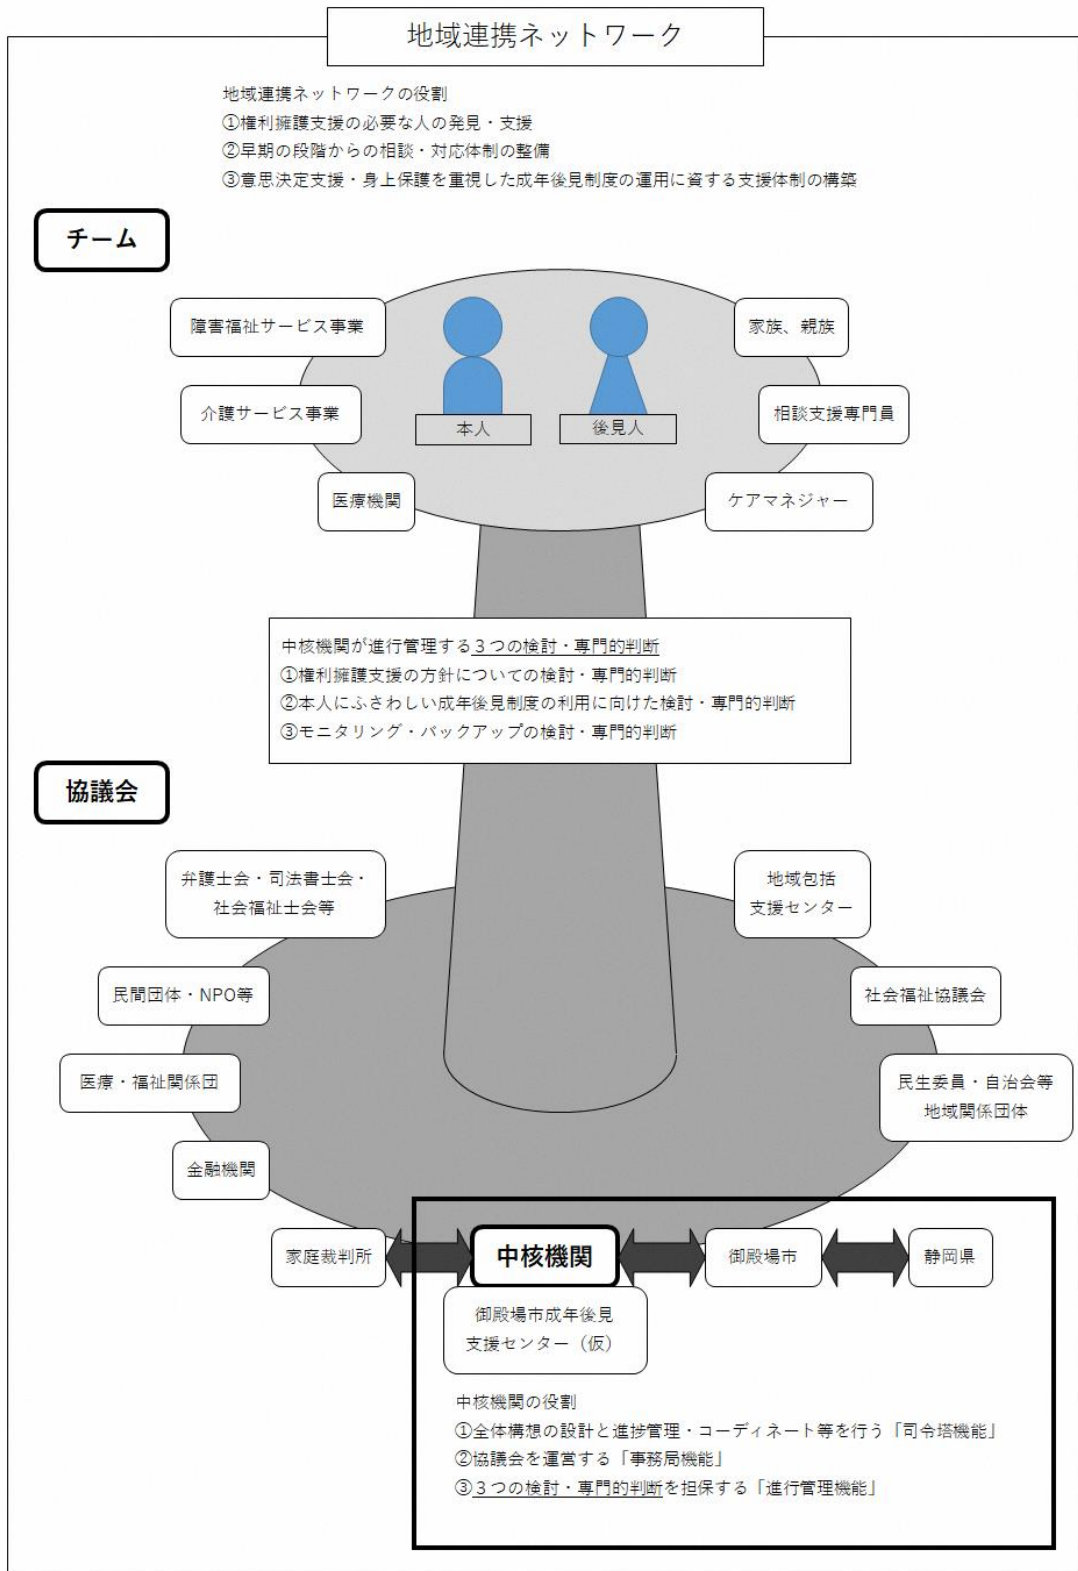 地域連携ネットワーク
地域連携ネットワークの役割
①権利擁護支援の必要な人の発見・支援
②早期の段階からの相談・対応体制の整備
③意思決定支援・身上保護を重視した成年後見制度の運用に資する支援体制の構築
チーム
障害福祉サービス事業
家族、親族
介護サービス事業
相談支援専門員
本人
後見人
医療機関
ケアマネジャー
中核機関が進行管理する３つの検討・専門的判断
①権利擁護支援の方針についての検討・専門的判断
②本人にふさわしい成年後見制度の利用に向けた検討・専門的判断
③モニタリング・バックアップの検討・専門的判断
協議会
弁護士会・司法書士会・
社会福祉士会等
地域包括
支援センター
民間団体・NPO等
社会福祉協議会
医療・福祉関係団
民生委員・自治会等
地域関係団体
金融機関
家庭裁判所
中核機関
御殿場市
静岡県
御殿場市成年後見
支援センター（仮）
中核機関の役割
①全体構想の設計と進捗管理・コーディネート等を行う「司令塔機能」
②協議会を運営する「事務局機能」
③３つの検討・専門的判断を担保する「進行管理機能」